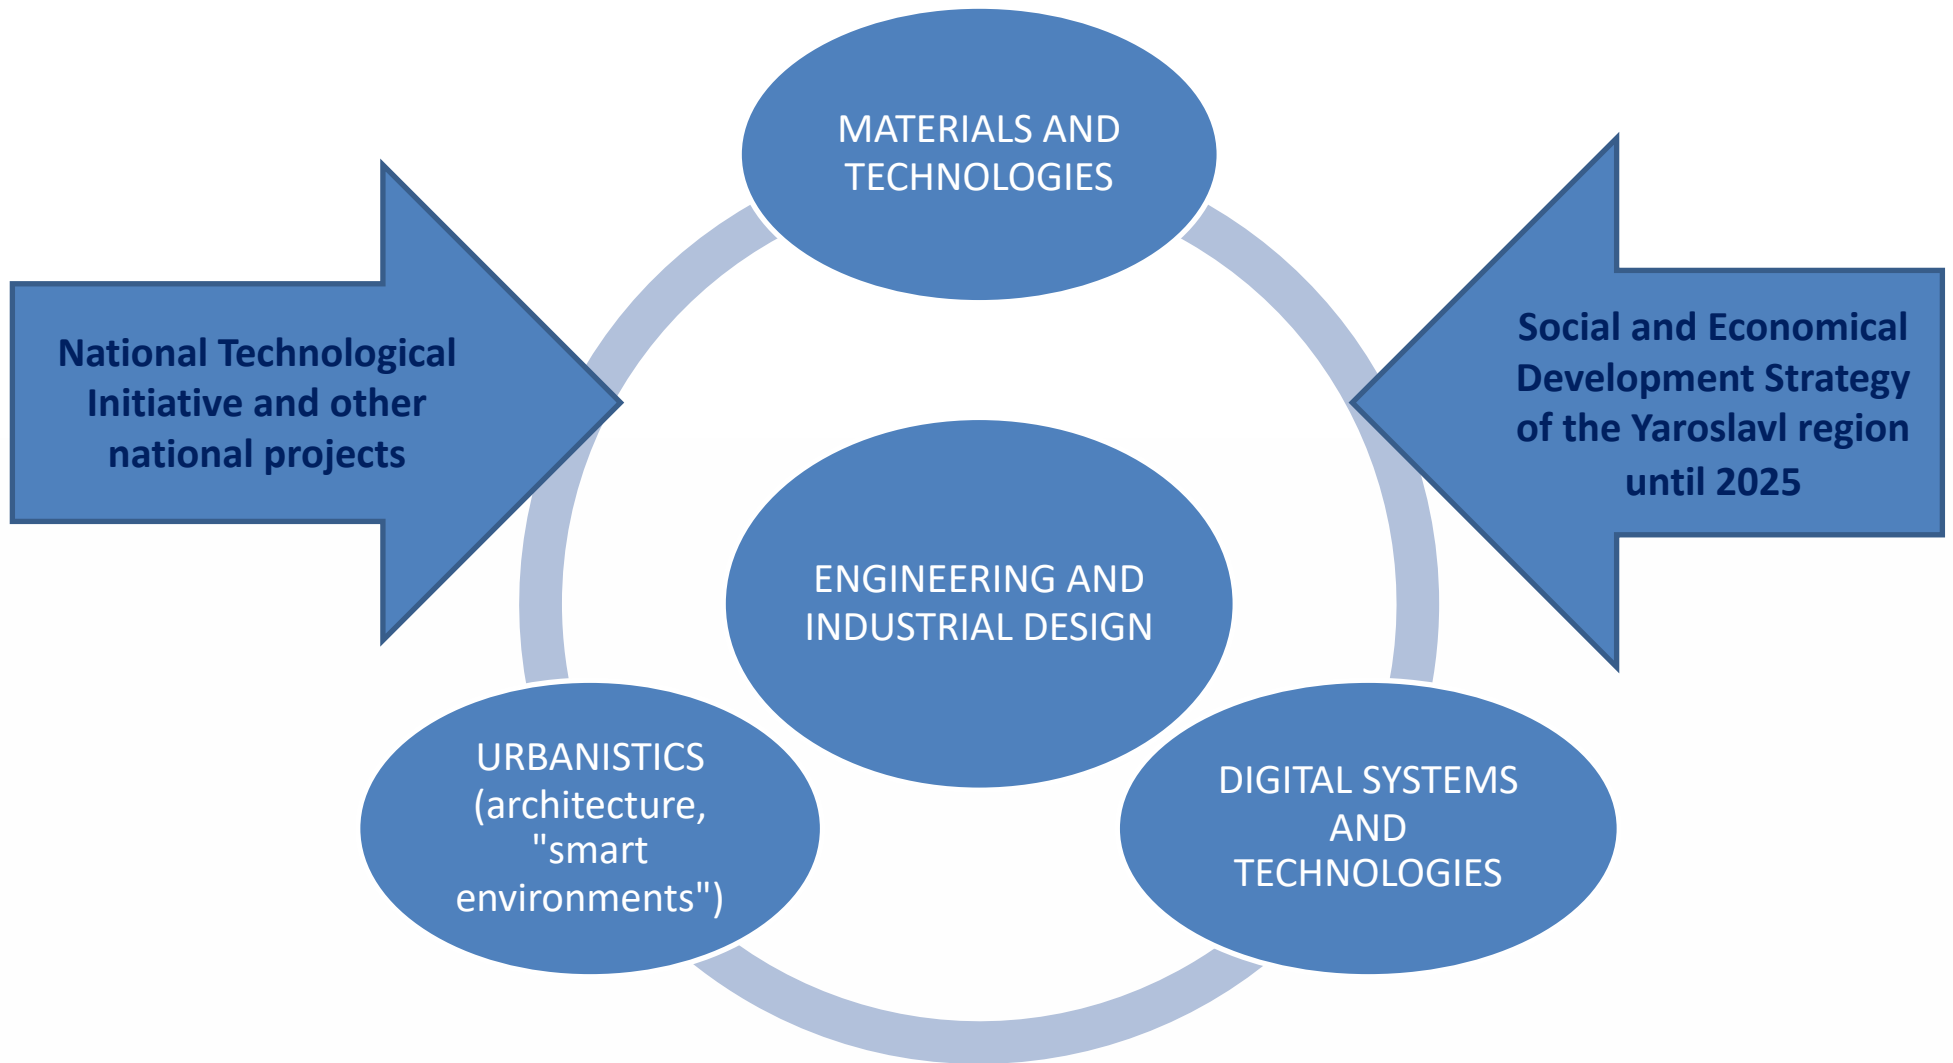 MATERIALS AND
TECHNOLOGIES
National Technological
Initiative and other
national projects
Social and Economical
Development Strategy
of the Yaroslavl region
until 2025
ENGINEERING AND
INDUSTRIAL DESIGN
URBANISTICS
(architecture,
"smart
environments")
DIGITAL SYSTEMS
AND
TECHNOLOGIES